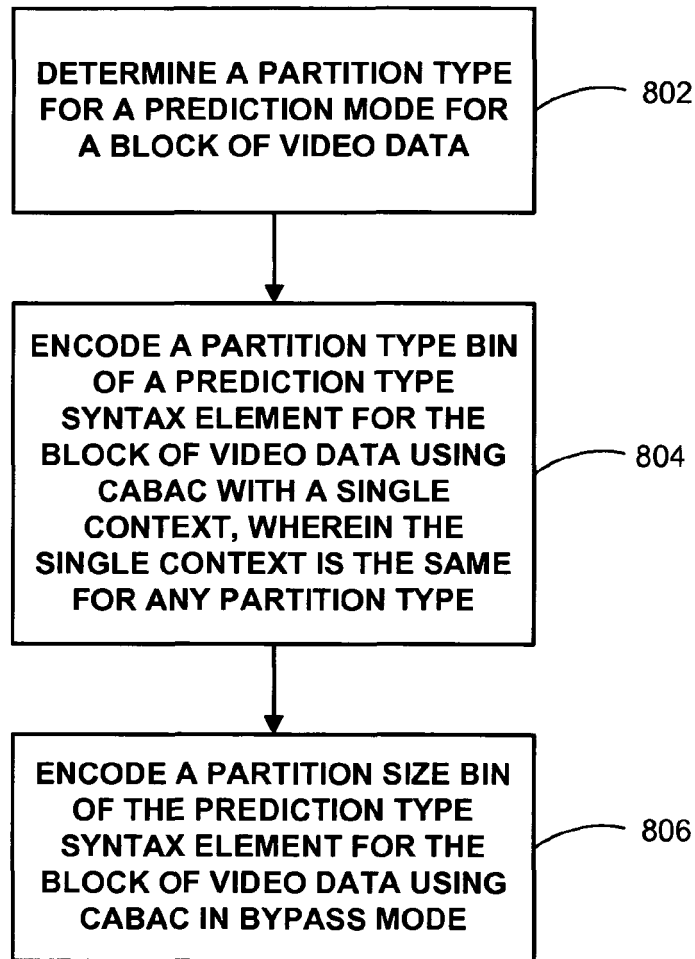 DETERMINE A PARTITION TYPE
FOR A PREDICTION MODE FOR
A BLOCK OF VIDEO DATA
802
ENCODE A PARTITION TYPE BIN
OF A PREDICTION TYPE
SYNTAX ELEMENT FOR THE
BLOCK OF VIDEO DATA USING
CABAC WITH A SINGLE
CONTEXT, WHEREIN THE
SINGLE CONTEXT IS THE SAME
FOR ANY PARTITION TYPE
804
ENCODE A PARTITION SIZE BIN
OF THE PREDICTION TYPE
SYNTAX ELEMENT FOR THE
BLOCK OF VIDEO DATA USING
CABAC IN BYPASS MODE
806